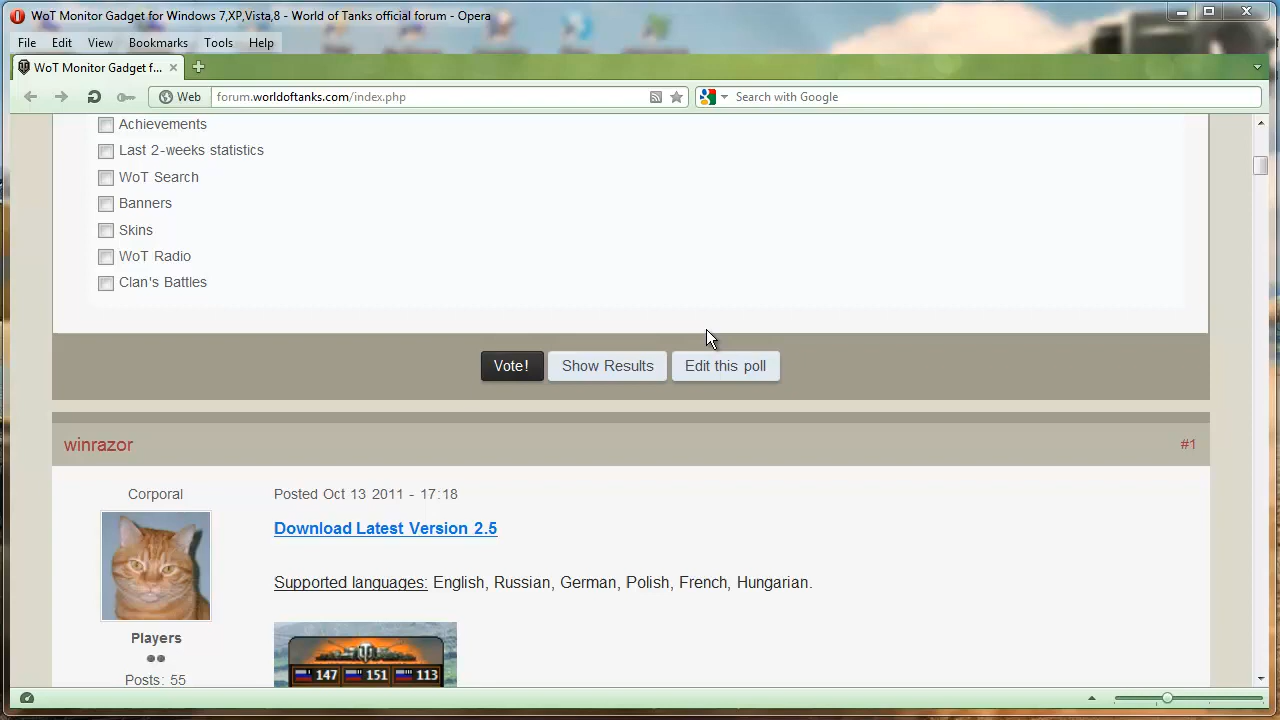 WoT Monitor Gadget for Windows 7,XP,Vista,8 - World of Tanks official forum - Opera
File Edit View Bookmarks Tools Help
WoT Monitor Gadget f...
Web forum.worldoftanks.com/index.php Search with Google
Achievements
Last 2-weeks statistics
WoT Search
Banners
Skins
WoT Radio
Clan's Battles
Vote! Show Results Edit this poll
winrazor #1
Corporal Posted Oct 13 2011 - 17:18
Download Latest Version 2.5
Supported languages: English, Russian, German, Polish, French, Hungarian.
Players
147 151 113
Posts: 55